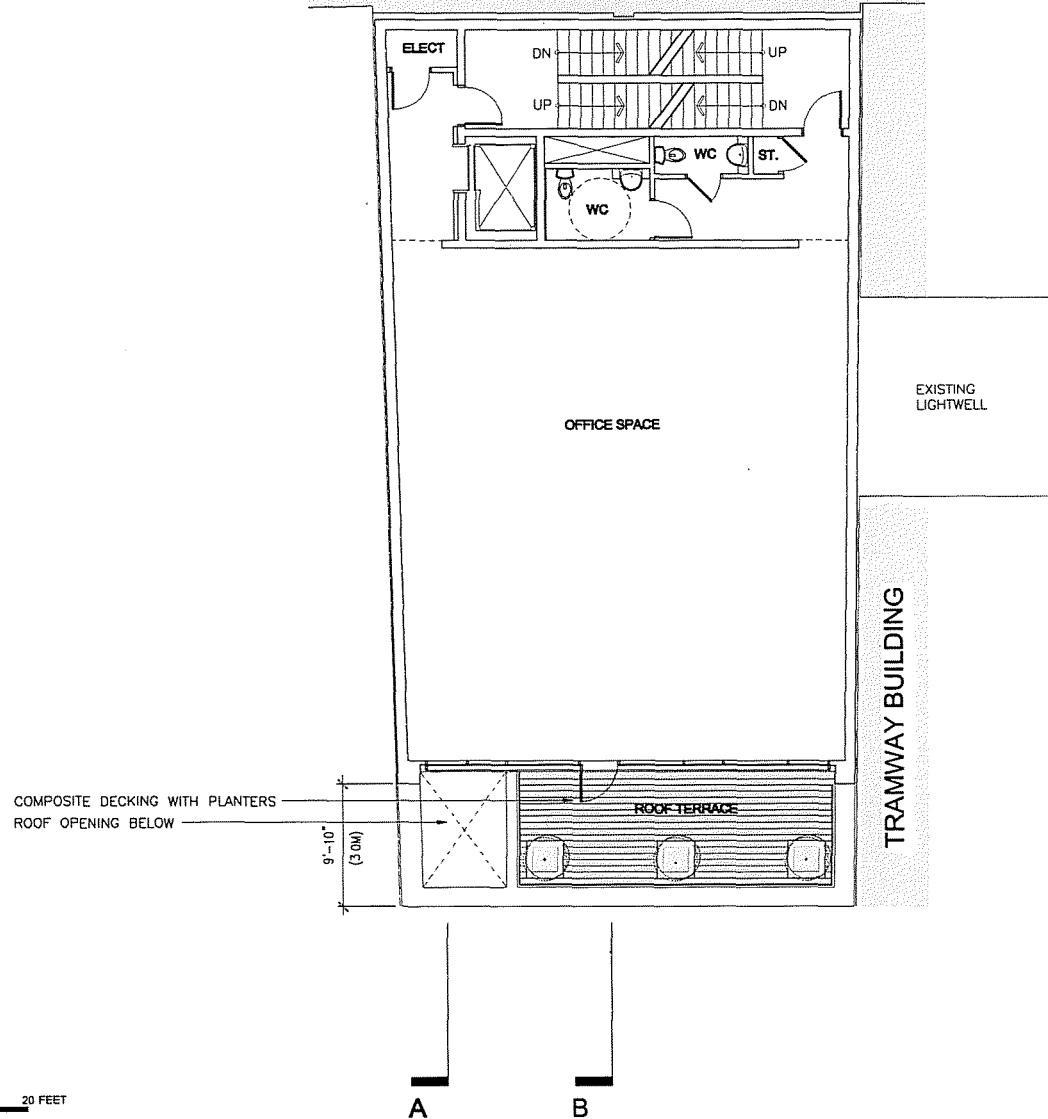 ELECT
DN
UP
UP
DN
WC
ST.
WC
EXISTING
LIGHTWELL
OFFICE SPACE
TRAMWAY BUILDING
COMPOSITE DECKING WITH PLANTERS
ROOF TERRACE
ROOF OPENING BELOW
9'-10"
(3 0M)
20 FEET
A
B